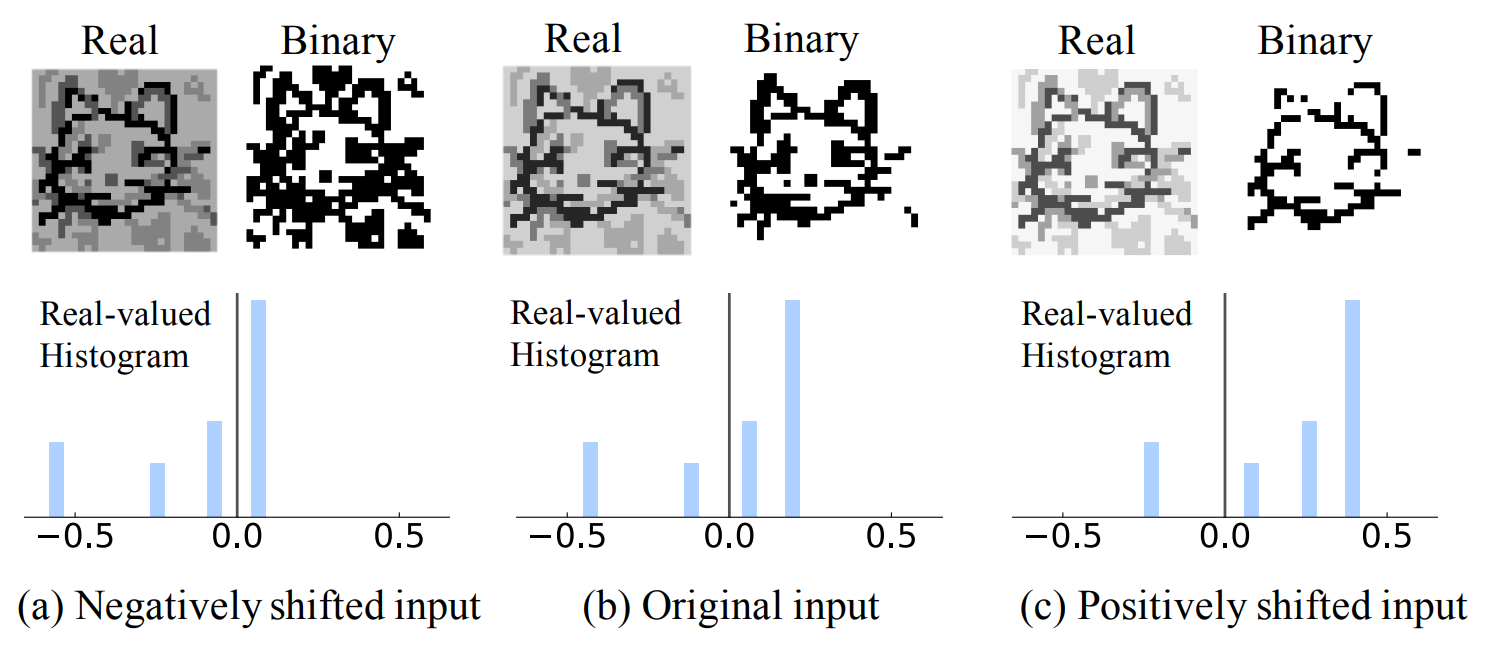 Real Binary
Real Binary
Real Binary
Real-valued
Histogram
−0.5 0.0 0.5
Real-valued
Histogram
−0.5 0.0 0.5
Real-valued
Histogram
−0.5 0.0 0.5
(a) Negatively shifted input
(b) Original input
(c) Positively shifted input